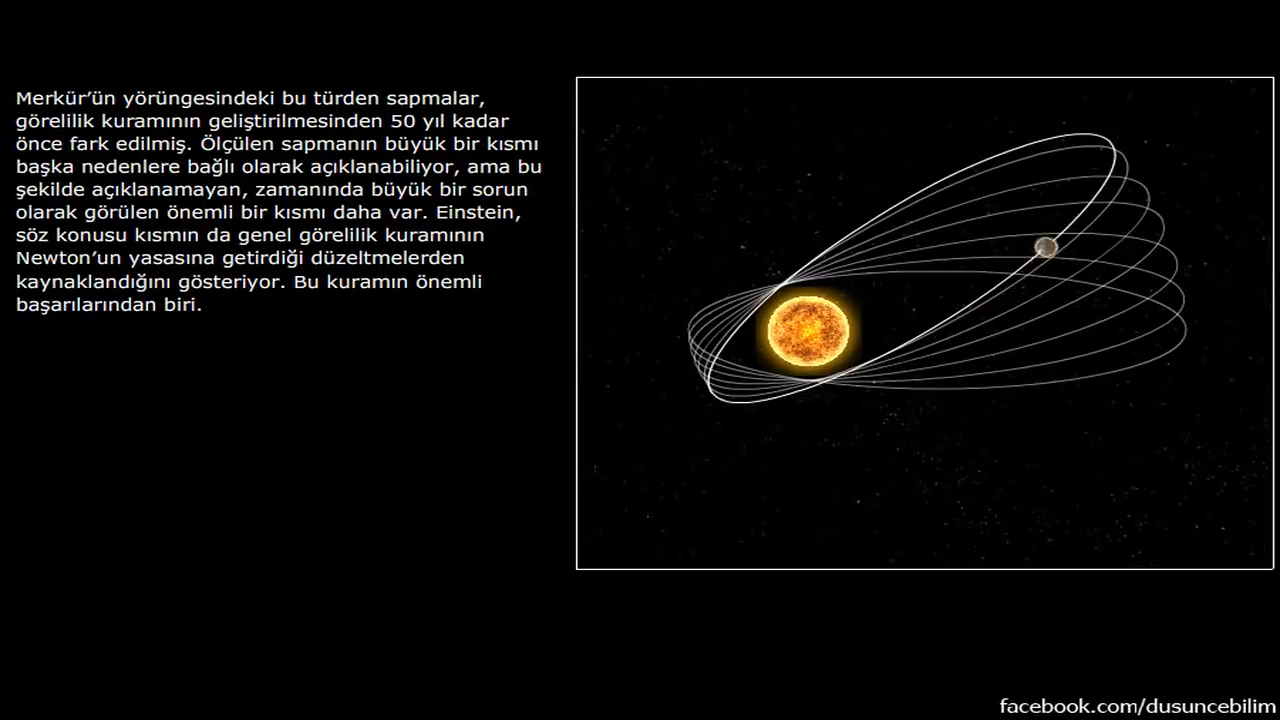 Merkür’ün yörüngesindeki bu türden sapmalar,
görelilik kuramının geliştirilmesinden 50 yıl kadar
önce fark edilmiş. Ölçülen sapmanın büyük bir kısmı
başka nedenlere bağlı olarak açıklanabiliyor, ama bu
şekilde açıklanamayan, zamanında büyük bir sorun
olarak görülen önemli bir kısmı daha var. Einstein,
söz konusu kısmın da genel görelilik kuramının
Newton’un yasasına getirdiği düzeltmelerden
kaynaklandığını gösteriyor. Bu kuramın önemli
başarılarından biri.
facebook.com/dusuncebilim